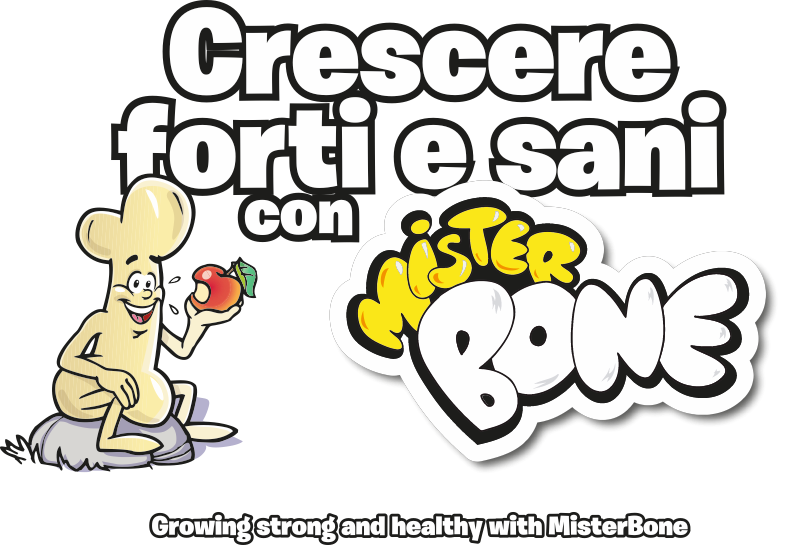 Crescere
forti e sani
con
MiSTER
BONE
Growing strong and healthy with MisterBone